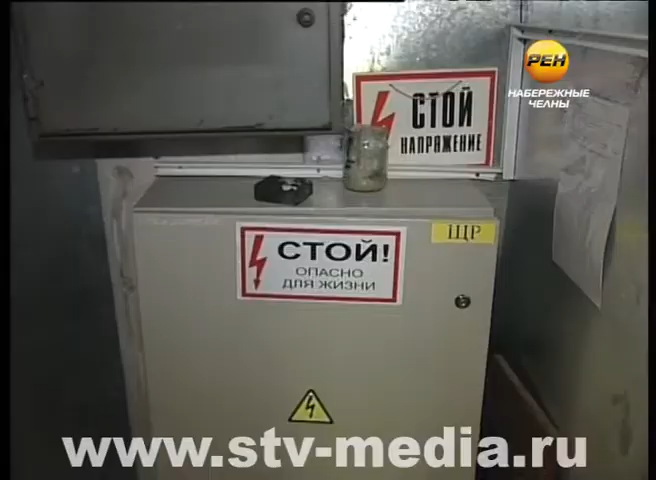 РЕН
НАБЕРЕЖНЫЕ
ЧЕЛНЫ
СТОЙ
НАПРЯЖЕНИЕ
СТОЙ!
ОПАСНО
ДЛЯ ЖИЗНИ
ЩР
www.stv-media.ru